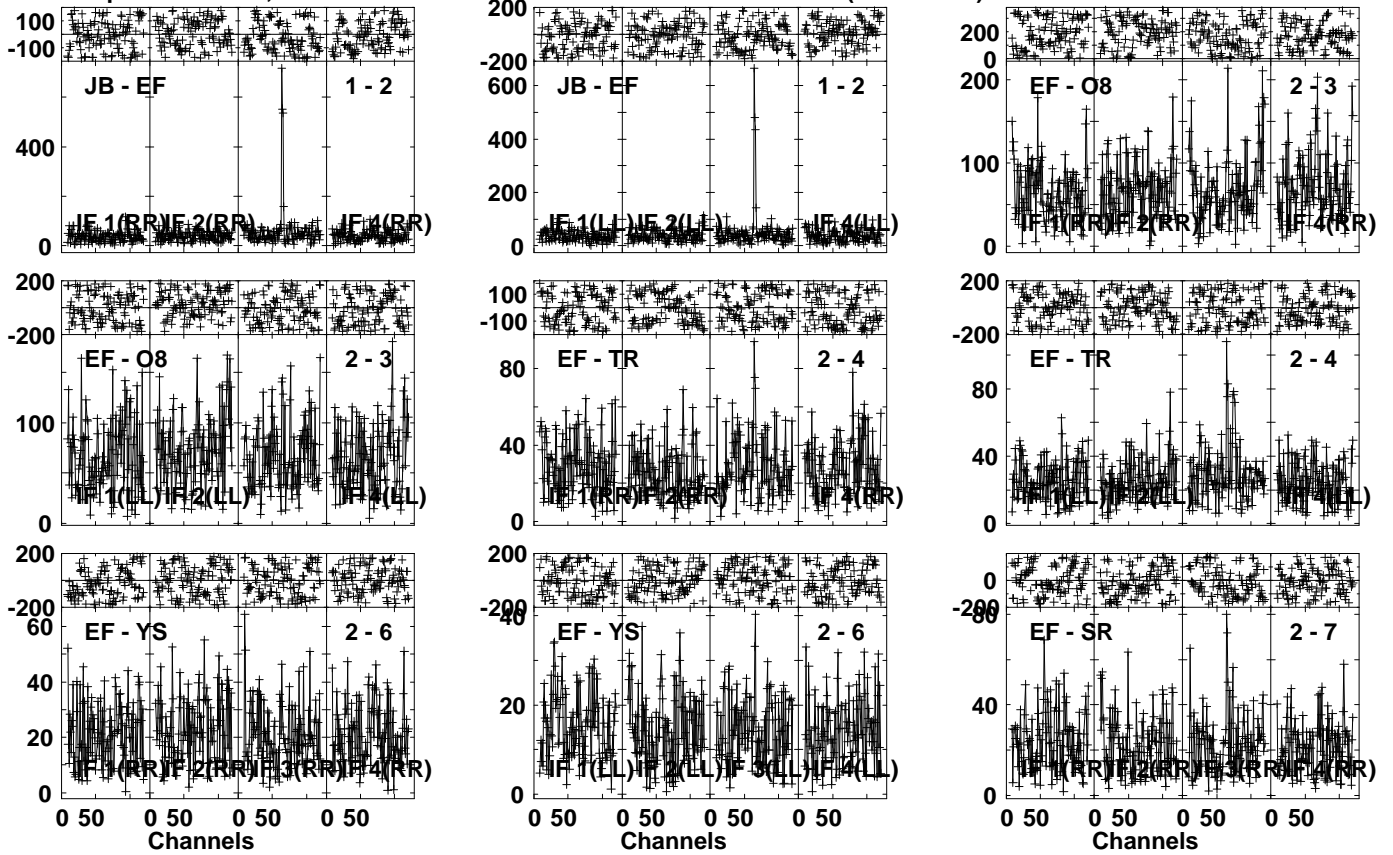 100
-100
JB - EF 1 - 2
400
IF 1(RR) IF 2(RR) IF 4(RR)
0
200
-200
600 JB - EF 1 - 2
400
200
IF 1(LL) IF 2(LL) IF 4(LL)
0
200
0
200 EF - O8 2 - 3
100
IF 1(RR) IF 2(RR) IF 4(RR)
0
200
-200
EF - O8 2 - 3
100
IF 1(LL) IF 2(LL) IF 4(LL)
0
100
-100
80 EF - TR 2 - 4
40
IF 1(RR) IF 2(RR) IF 4(RR)
0
200
-200
EF - TR 2 - 4
80
40
IF 1(LL) IF 2(LL) IF 4(LL)
0
200
-200
60 EF - YS 2 - 6
40
20
IF 1(RR) IF 2(RR) IF 3(RR) IF 4(RR)
0
0 50 0 50 0 50 0 50
Channels
200
-200
40 EF - YS 2 - 6
20
IF 1(LL) IF 2(LL) IF 3(LL) IF 4(LL)
0
0 50 0 50 0 50 0 50
Channels
0
-200
80 EF - SR 2 - 7
40
IF 1(RR) IF 2(RR) IF 3(RR) IF 4(RR)
0
0 50 0 50 0 50 0 50
Channels